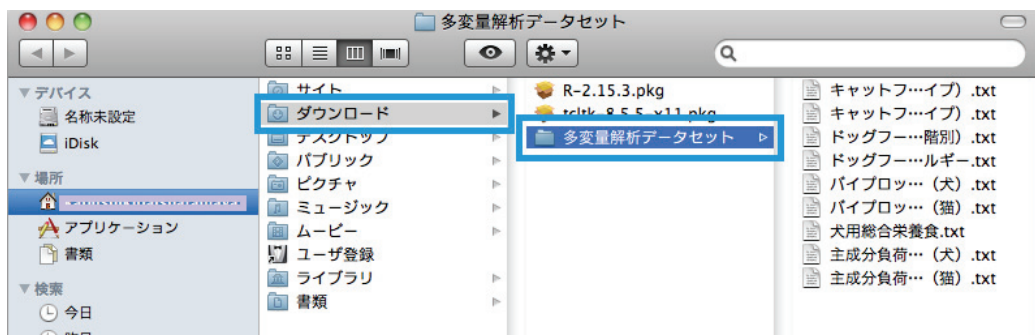 多変量解析データセット
デバイス
名称未設定
iDisk
場所
アプリケーション
書類
検索
今日
サイト
ダウンロード
デスクトップ
パブリック
ピクチャ
ミュージック
ムービー
ユーザ登録
ライブラリ
書類
R-2.15.3.pkg
tcltk-8.5.5-x11.pkg
多変量解析データセット
キャットフ…イプ）.txt
キャットフ…イプ）.txt
ドッグフー…階別）.txt
ドッグフー…ルギー.txt
バイプロッ…（犬）.txt
バイプロッ…（猫）.txt
犬用総合栄養食.txt
主成分負荷…（犬）.txt
主成分負荷…（猫）.txt